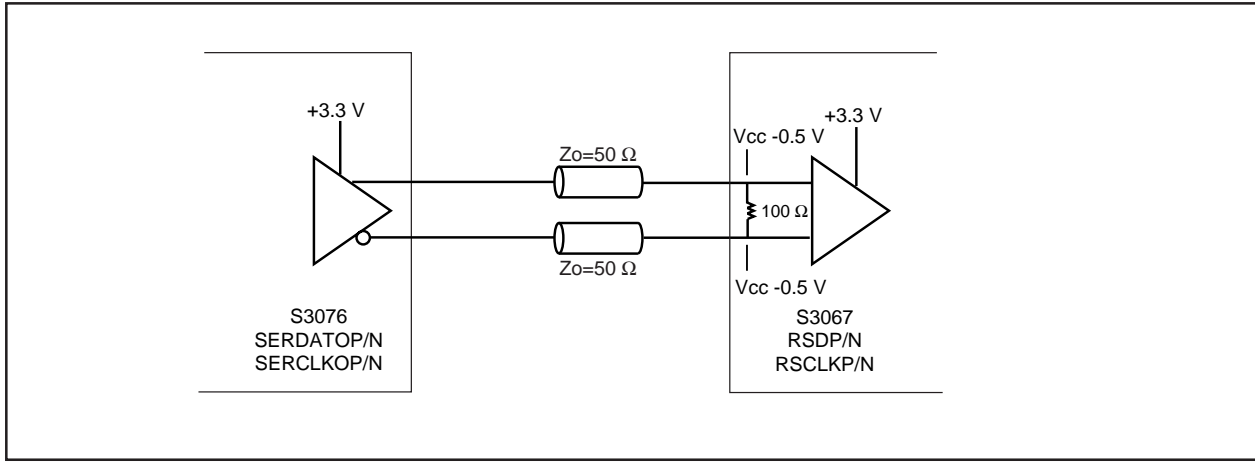 +3.3 V
+3.3 V
Vcc -0.5 V
Zo=50 Ω
100 Ω
Zo=50 Ω
Vcc -0.5 V
S3076
SERDATOP/N
SERCLKOP/N
S3067
RSDP/N
RSCLKP/N